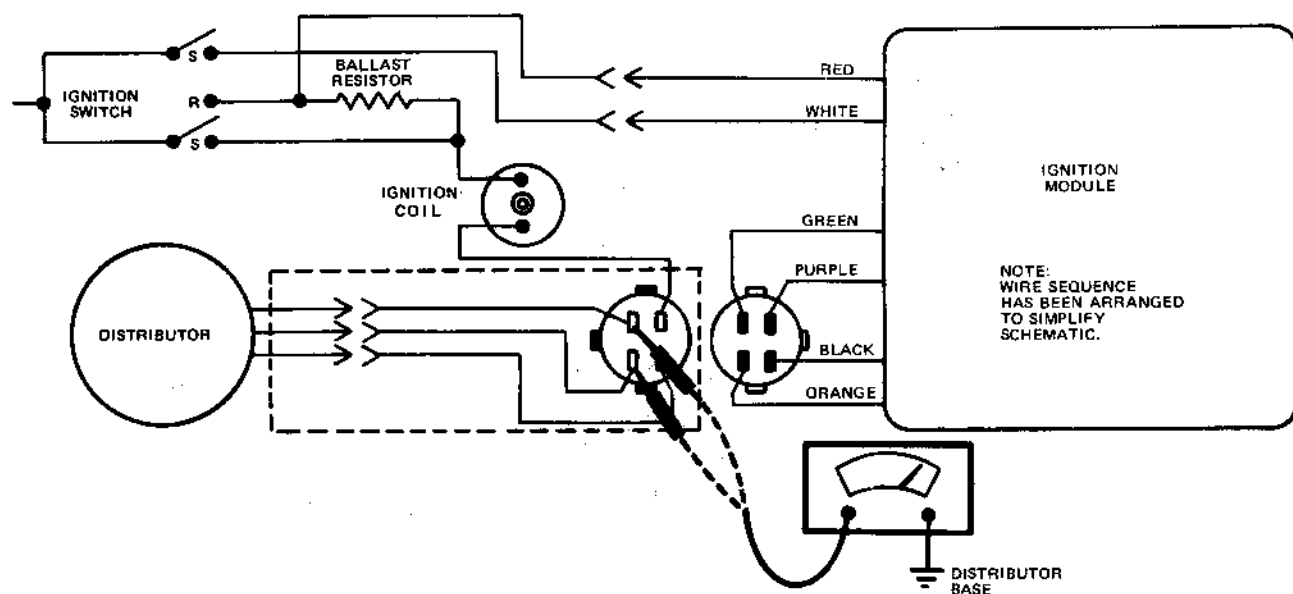 S
BALLAST
RESISTOR
IGNITION
SWITCH
R
S
RED
WHITE
IGNITION
MODULE
IGNITION
COIL
GREEN
PURPLE
NOTE:
WIRE SEQUENCE
HAS BEEN ARRANGED
TO SIMPLIFY
SCHEMATIC.
DISTRIBUTOR
BLACK
ORANGE
DISTRIBUTOR
BASE